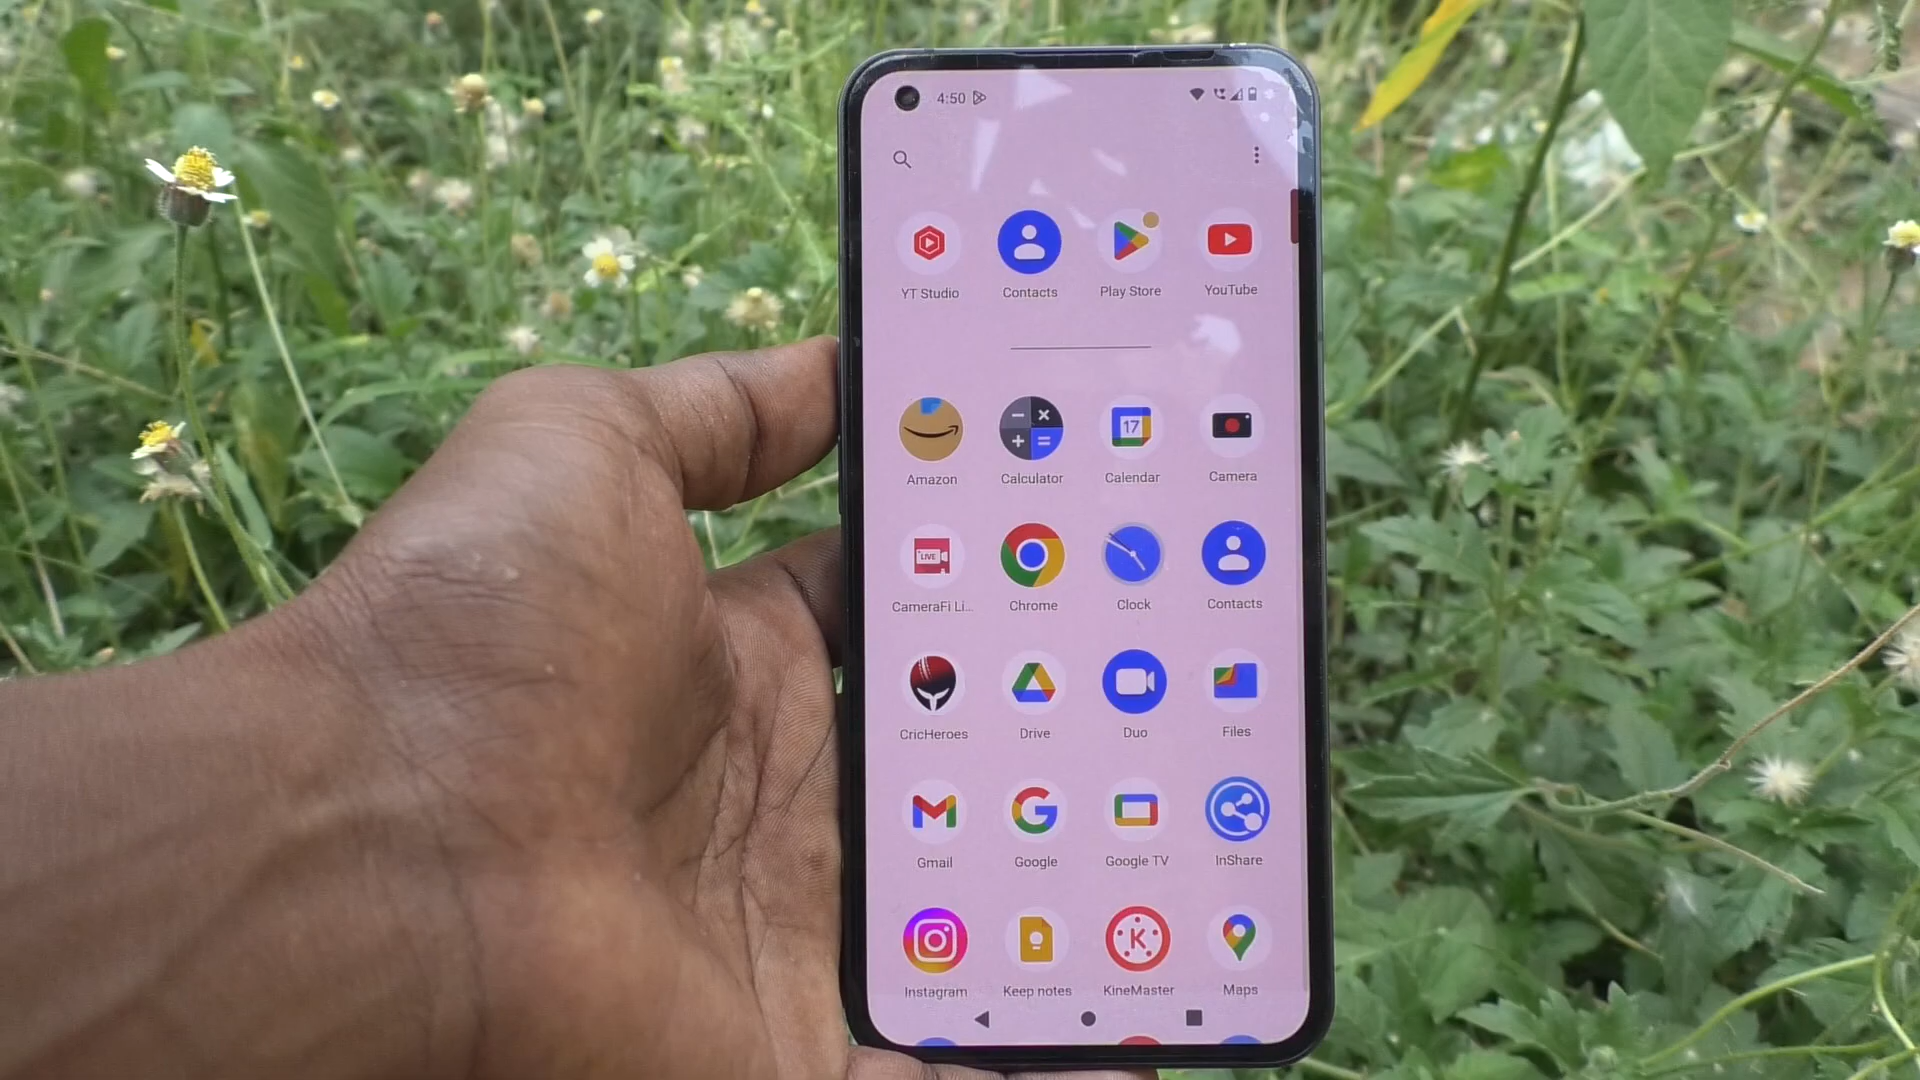 4:50
YT Studio Contacts Play Store YouTube
17
Amazon Calculator Calendar Camera
LIVE
CameraFi Li... Chrome Clock Contacts
CricHeroes Drive Duo Files
Gmail Google Google TV InShare
K
Instagram Keep notes KineMaster Maps